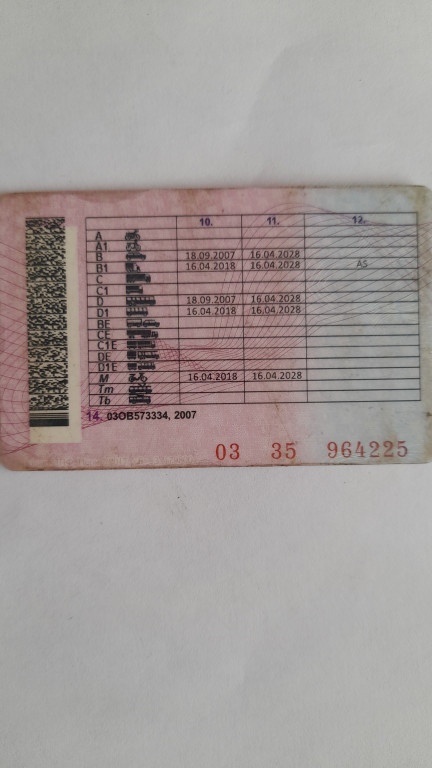 10. 11. 12.
A
A1
B 18.09.2007 16.04.2028
B1 16.04.2018 16.04.2028 AS
C
C1
D 18.09.2007 16.04.2028
D1 16.04.2018 16.04.2028
BE
CE
C1E
DE
D1E
M 16.04.2018 16.04.2028
Tm
Tb
14. 03OB573334, 2007
03 35 964225